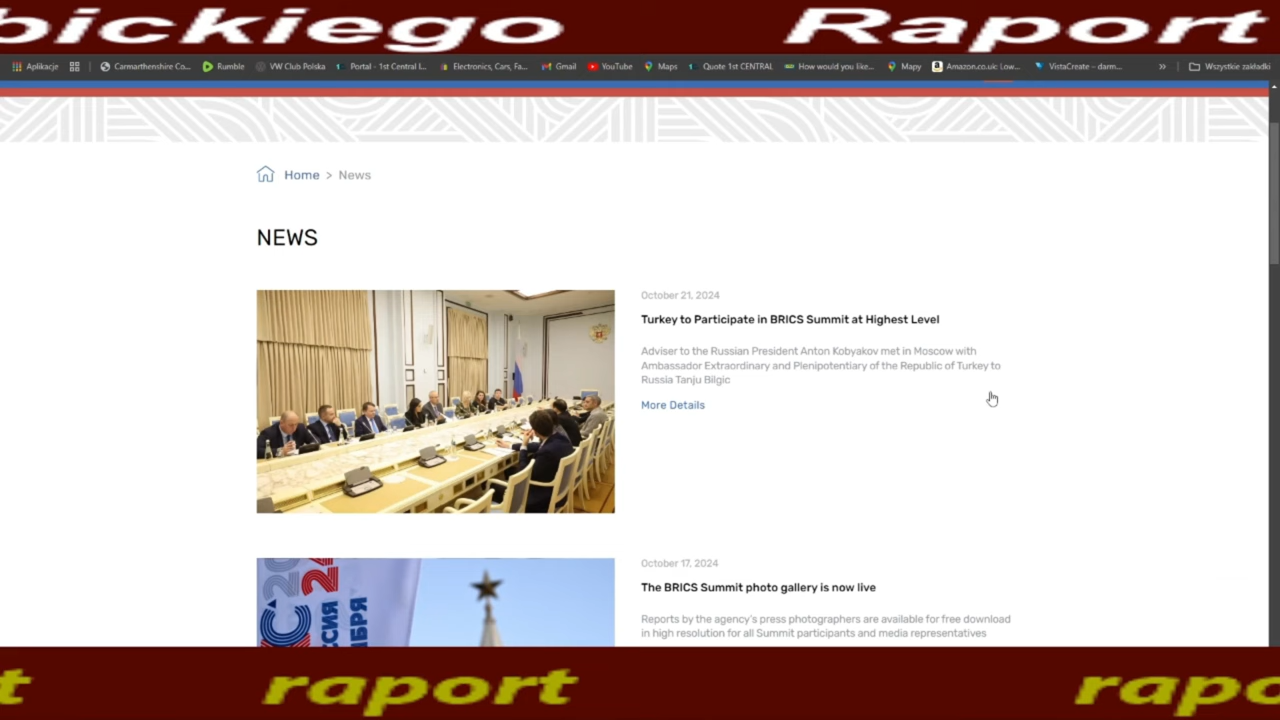 bickiego Raport
Aplikacje Carmarthenshire Co... Rumble VW Club Polska Portal - 1st Central I... Electronics, Cars, Fa... Gmail YouTube Maps Quote 1st CENTRAL How would you like... Mapy Amazon.co.uk: Low... VistaCreate – darm... » Wszystkie zakładki
Home > News
NEWS
October 21, 2024
Turkey to Participate in BRICS Summit at Highest Level
Adviser to the Russian President Anton Kobyakov met in Moscow with
Ambassador Extraordinary and Plenipotentiary of the Republic of Turkey to
Russia Tanju Bilgic
More Details
October 17, 2024
The BRICS Summit photo gallery is now live
Reports by the agency's press photographers are available for free download
in high resolution for all Summit participants and media representatives
t raport rapo